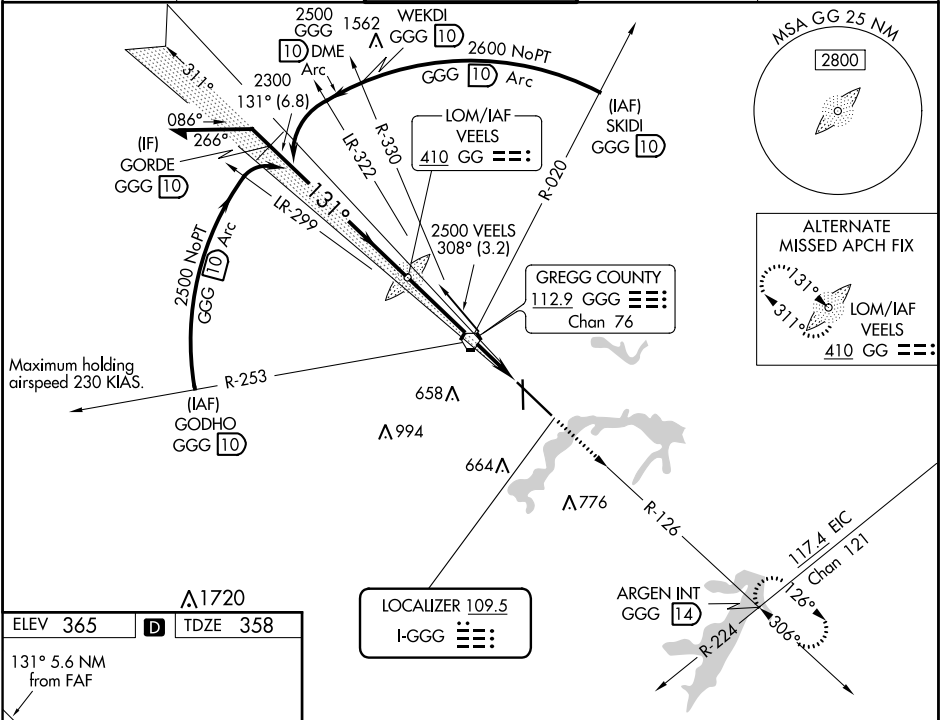 2500
GGG
10 DME
Arc
1562
WEKDI
GGG 10
2600 NoPT
GGG 10 Arc
MSA GG 25 NM
2800
311°
2300
131° (6.8)
086°
266°
(IF)
GORDE
GGG 10
LR-322
R-330
LOM/IAF
VEELS
410 GG
(IAF)
SKIDI
GGG 10
R-020
131°
LR-299
2500 NoPT
GGG 10 Arc
2500 VEELS
308° (3.2)
GREGG COUNTY
112.9 GGG
Chan 76
ALTERNATE
MISSED APCH FIX
131°
311°
LOM/IAF
VEELS
410 GG
Maximum holding
airspeed 230 KIAS.
R-253
(IAF)
GODHO
GGG 10
658
994
664
776
R-126
117.4 EIC
Chan 121
ARGEN INT
GGG 14
126°
306°
R-224
1720
LOCALIZER 109.5
I-GGG
ELEV 365 D TDZE 358
131° 5.6 NM
from FAF